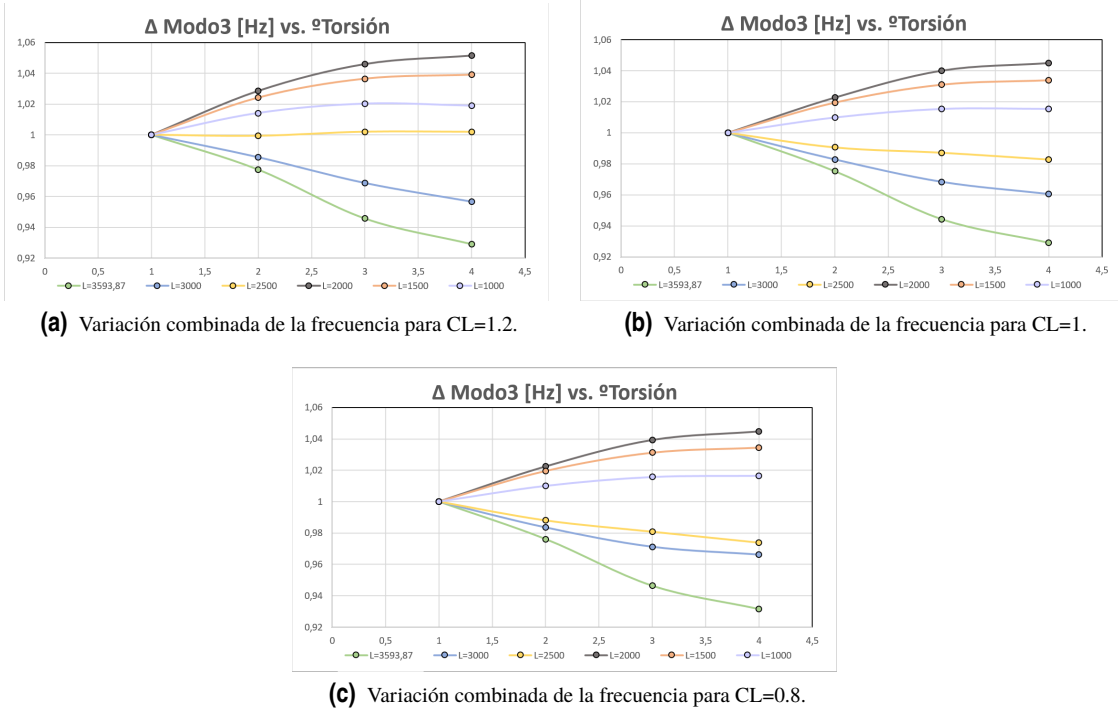 Δ Modo3 [Hz] vs. ºTorsión
1,06
1,04
1,02
1
0,98
0,96
0,94
0,92
0 0,5 1 1,5 2 2,5 3 3,5 4 4,5
L=3593,87 L=3000 L=2500 L=2000 L=1500 L=1000
(a) Variación combinada de la frecuencia para CL=1.2.
Δ Modo3 [Hz] vs. ºTorsión
1,06
1,04
1,02
1
0,98
0,96
0,94
0,92
0 0,5 1 1,5 2 2,5 3 3,5 4 4,5
L=3593,87 L=3000 L=2500 L=2000 L=1500 L=1000
(b) Variación combinada de la frecuencia para CL=1.
Δ Modo3 [Hz] vs. ºTorsión
1,06
1,04
1,02
1
0,98
0,96
0,94
0,92
0 0,5 1 1,5 2 2,5 3 3,5 4 4,5
L=3593,87 L=3000 L=2500 L=2000 L=1500 L=1000
(c) Variación combinada de la frecuencia para CL=0.8.